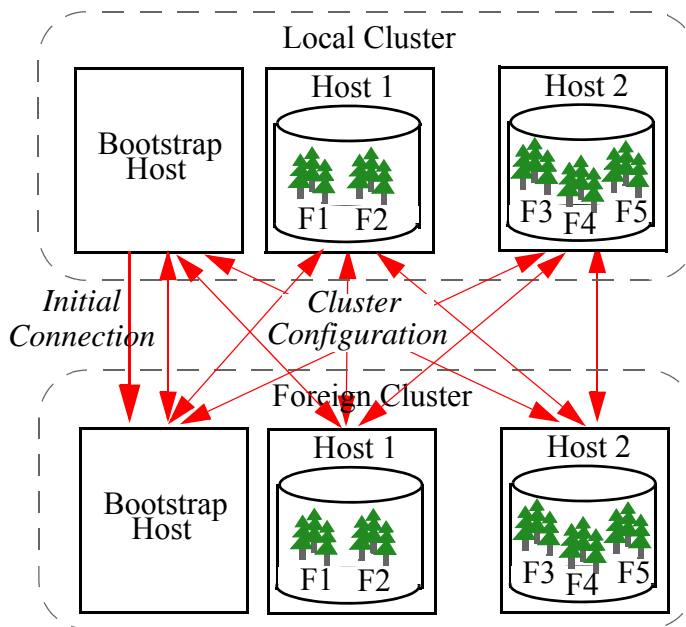 Local Cluster
Bootstrap
Host
Host 1
F1 F2
Host 2
F3 F4 F5
Initial
Connection
Cluster
Configuration
Foreign Cluster
Bootstrap
Host
Host 1
F1 F2
Host 2
F3 F4 F5